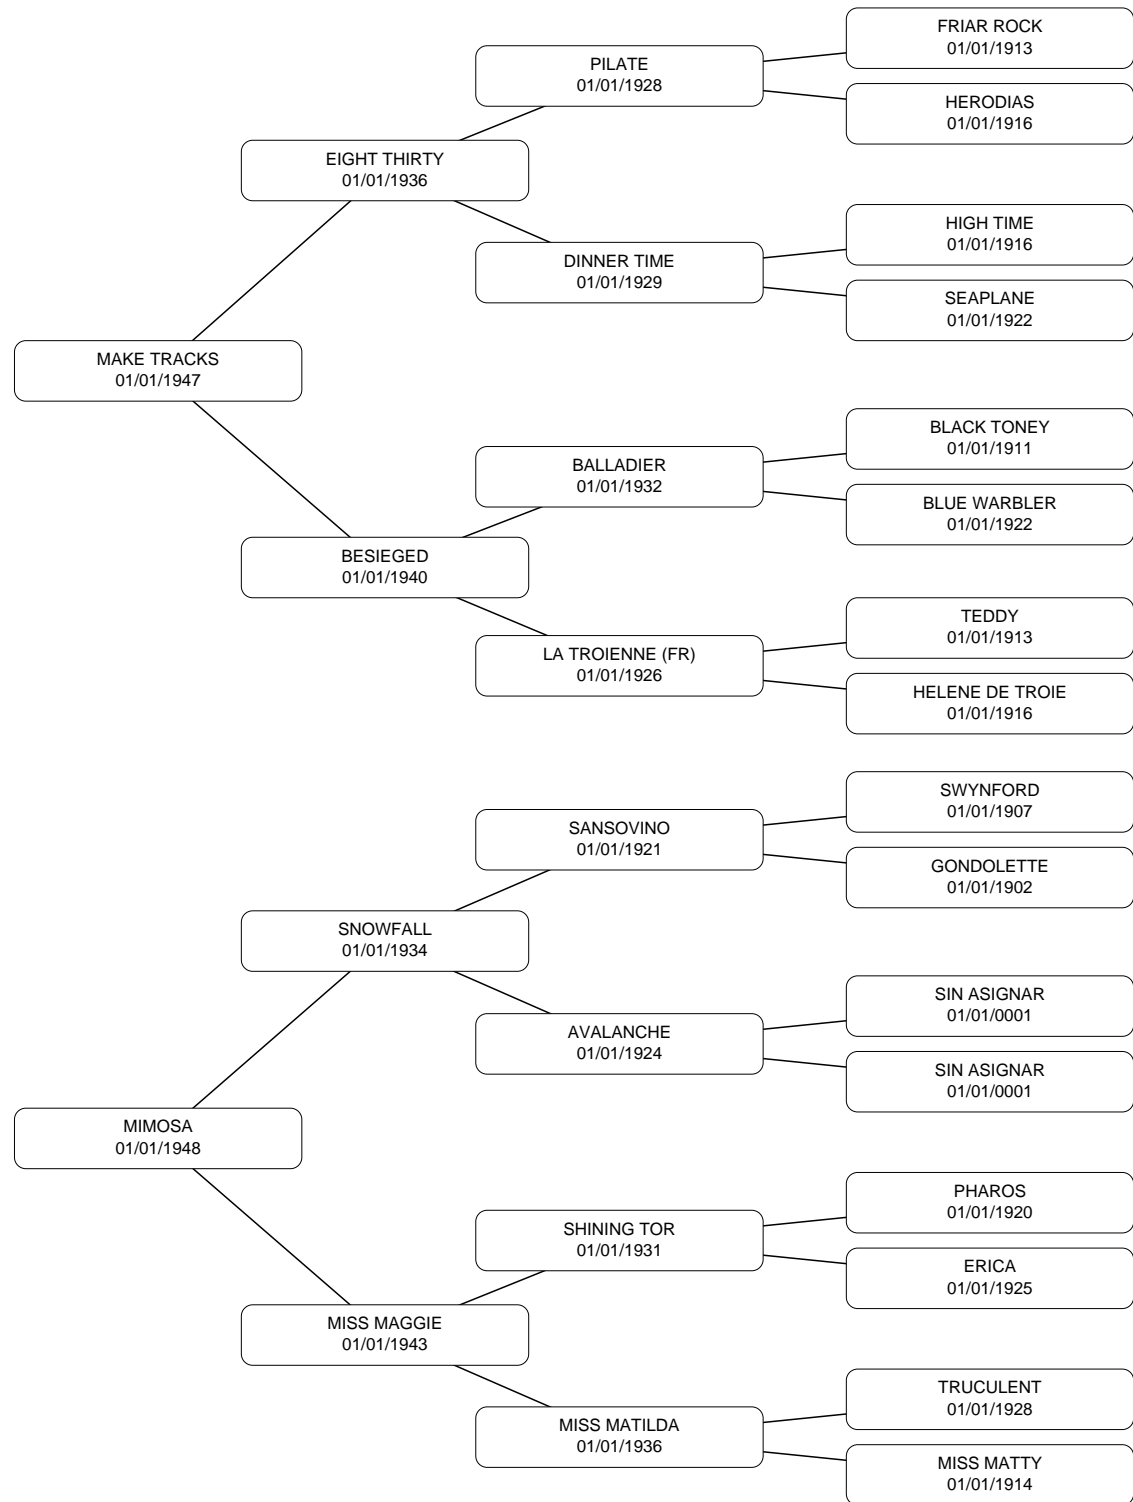 FRIAR ROCK
01/01/1913
PILATE
01/01/1928
HERODIAS
01/01/1916
EIGHT THIRTY
01/01/1936
HIGH TIME
01/01/1916
DINNER TIME
01/01/1929
SEAPLANE
01/01/1922
MAKE TRACKS
01/01/1947
BLACK TONEY
01/01/1911
BALLADIER
01/01/1932
BLUE WARBLER
01/01/1922
BESIEGED
01/01/1940
TEDDY
01/01/1913
LA TROIENNE (FR)
01/01/1926
HELENE DE TROIE
01/01/1916
SWYNFORD
01/01/1907
SANSOVINO
01/01/1921
GONDOLETTE
01/01/1902
SNOWFALL
01/01/1934
SIN ASIGNAR
01/01/0001
AVALANCHE
01/01/1924
SIN ASIGNAR
01/01/0001
MIMOSA
01/01/1948
PHAROS
01/01/1920
SHINING TOR
01/01/1931
ERICA
01/01/1925
MISS MAGGIE
01/01/1943
TRUCULENT
01/01/1928
MISS MATILDA
01/01/1936
MISS MATTY
01/01/1914